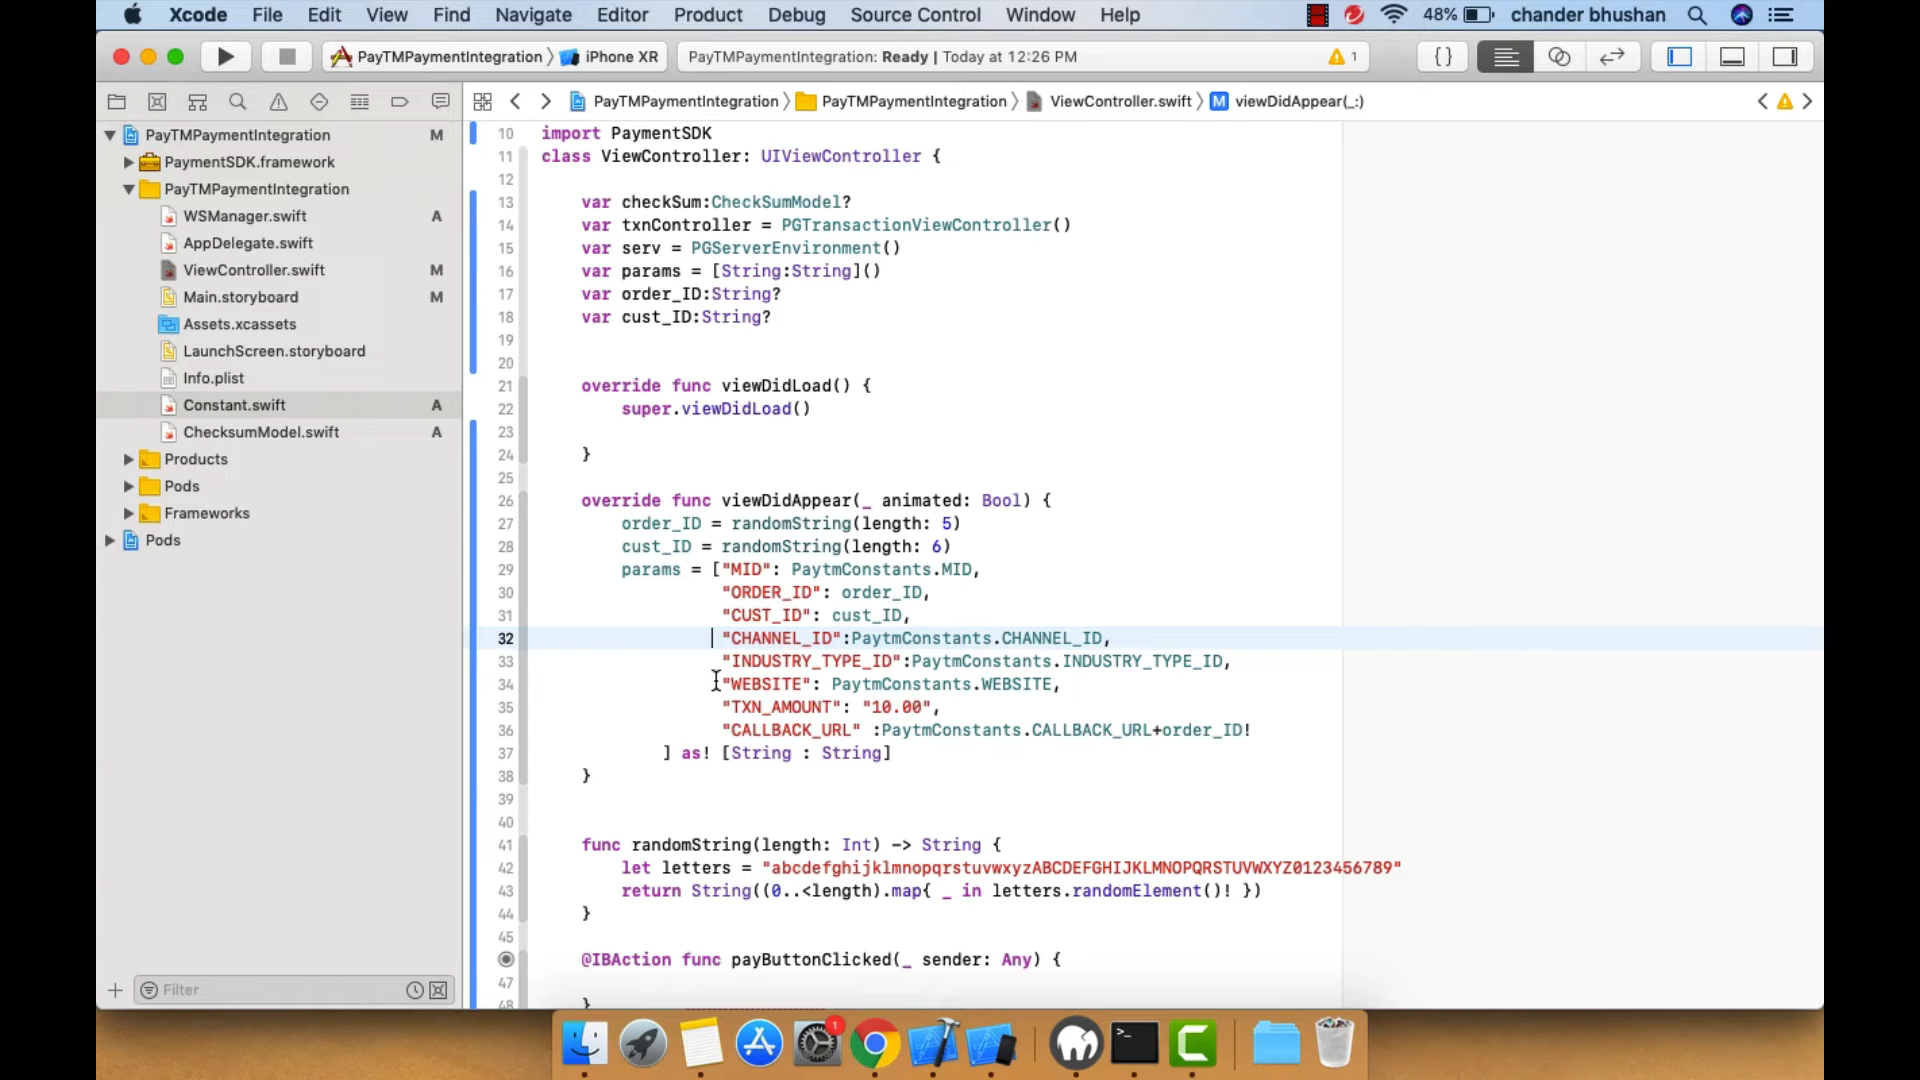 Xcode File Edit View Find Navigate Editor Product Debug Source Control Window Help 48% chander bhushan
PayTMPaymentIntegration iPhone XR PayTMPaymentIntegration: Ready | Today at 12:26 PM 1 {}
PayTMPaymentIntegration PayTMPaymentIntegration ViewController.swift M viewDidAppear(_:)
PayTMPaymentIntegration M
PaymentSDK.framework
PayTMPaymentIntegration
WSManager.swift A
AppDelegate.swift
ViewController.swift M
Main.storyboard M
Assets.xcassets
LaunchScreen.storyboard
Info.plist
Constant.swift A
ChecksumModel.swift A
Products
Pods
Frameworks
Pods
Filter
10 import PaymentSDK
11 class ViewController: UIViewController {
12
13 var checkSum:CheckSumModel?
14 var txnController = PGTransactionViewController()
15 var serv = PGServerEnvironment()
16 var params = [String:String]()
17 var order_ID:String?
18 var cust_ID:String?
19
20
21 override func viewDidLoad() {
22 super.viewDidLoad()
23
24 }
25
26 override func viewDidAppear(_ animated: Bool) {
27 order_ID = randomString(length: 5)
28 cust_ID = randomString(length: 6)
29 params = ["MID": PaytmConstants.MID,
30 "ORDER_ID": order_ID,
31 "CUST_ID": cust_ID,
32 "CHANNEL_ID":PaytmConstants.CHANNEL_ID,
33 "INDUSTRY_TYPE_ID":PaytmConstants.INDUSTRY_TYPE_ID,
34 "WEBSITE": PaytmConstants.WEBSITE,
35 "TXN_AMOUNT": "10.00",
36 "CALLBACK_URL" :PaytmConstants.CALLBACK_URL+order_ID!
37 ] as! [String : String]
38 }
39
40
41 func randomString(length: Int) -> String {
42 let letters = "abcdefghijklmnopqrstuvwxyzABCDEFGHIJKLMNOPQRSTUVWXYZ0123456789"
43 return String((0..<length).map{ _ in letters.randomElement()! })
44 }
45
@IBAction func payButtonClicked(_ sender: Any) {
47
48 }
1
>_
C